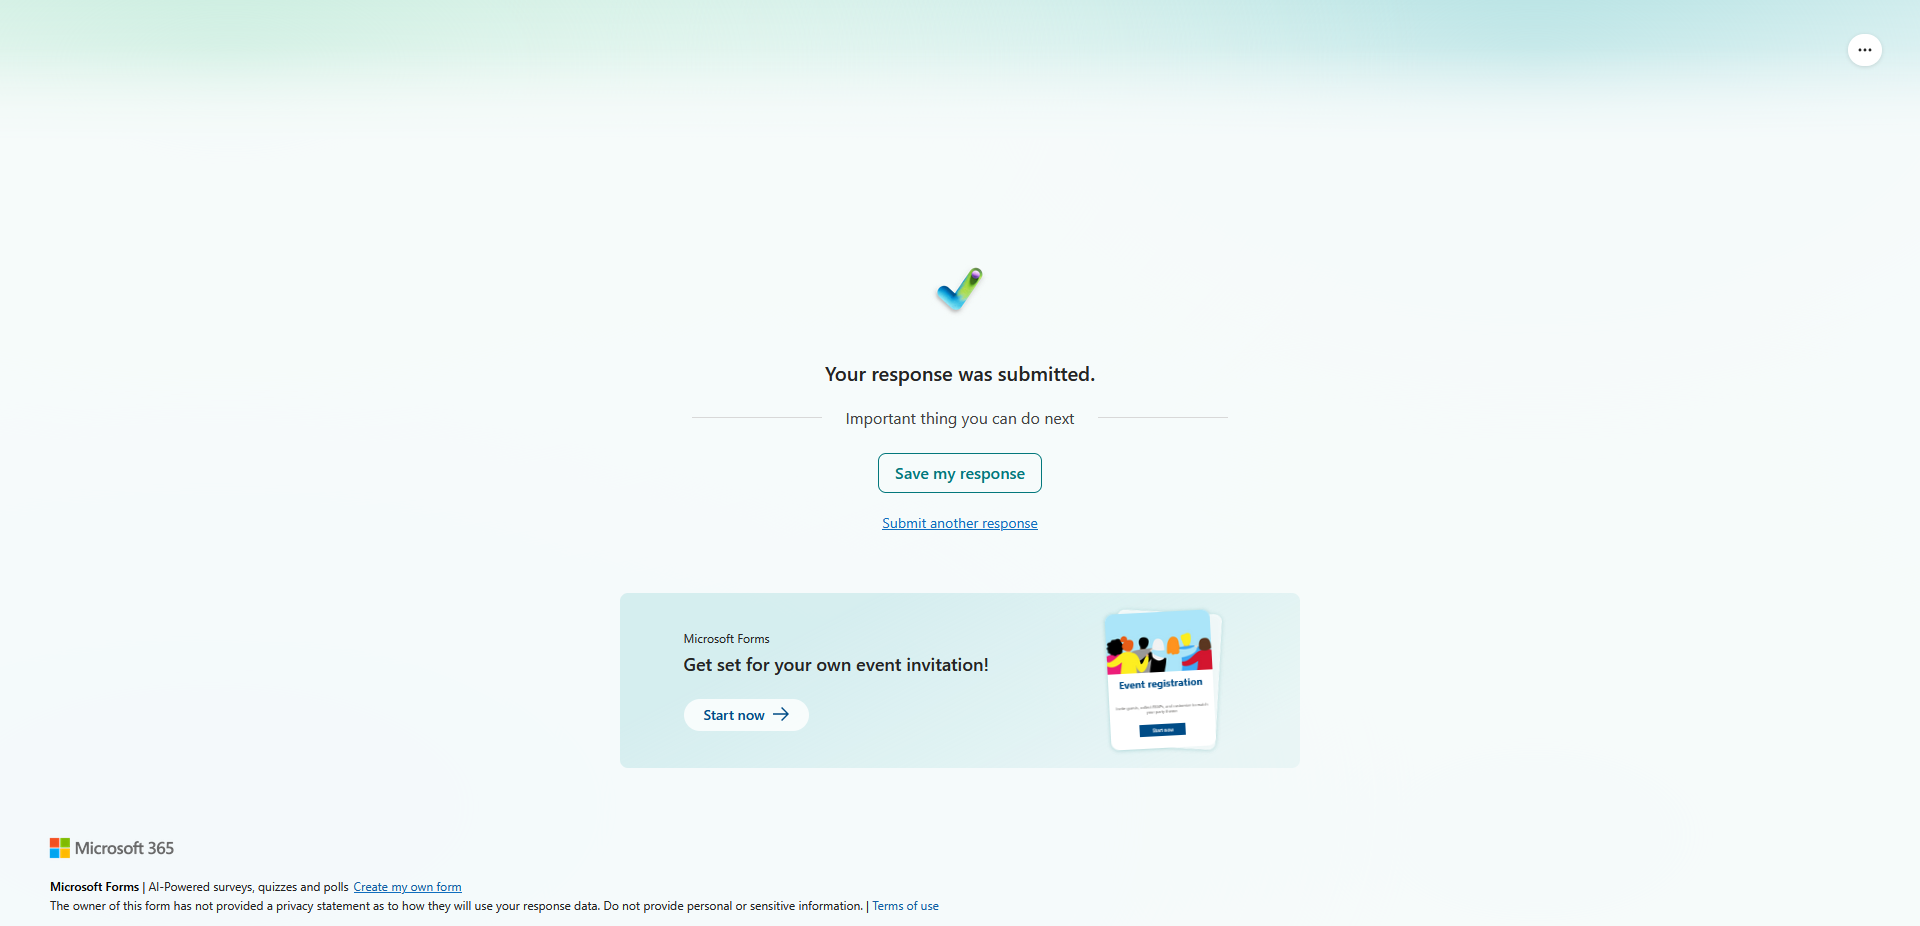 Your response was submitted.
Important thing you can do next
Save my response
Submit another response
Microsoft Forms
Get set for your own event invitation!
Start now
Event registration
Start now
Microsoft 365
Microsoft Forms | AI-Powered surveys, quizzes and polls Create my own form
The owner of this form has not provided a privacy statement as to how they will use your response data. Do not provide personal or sensitive information. | Terms of use